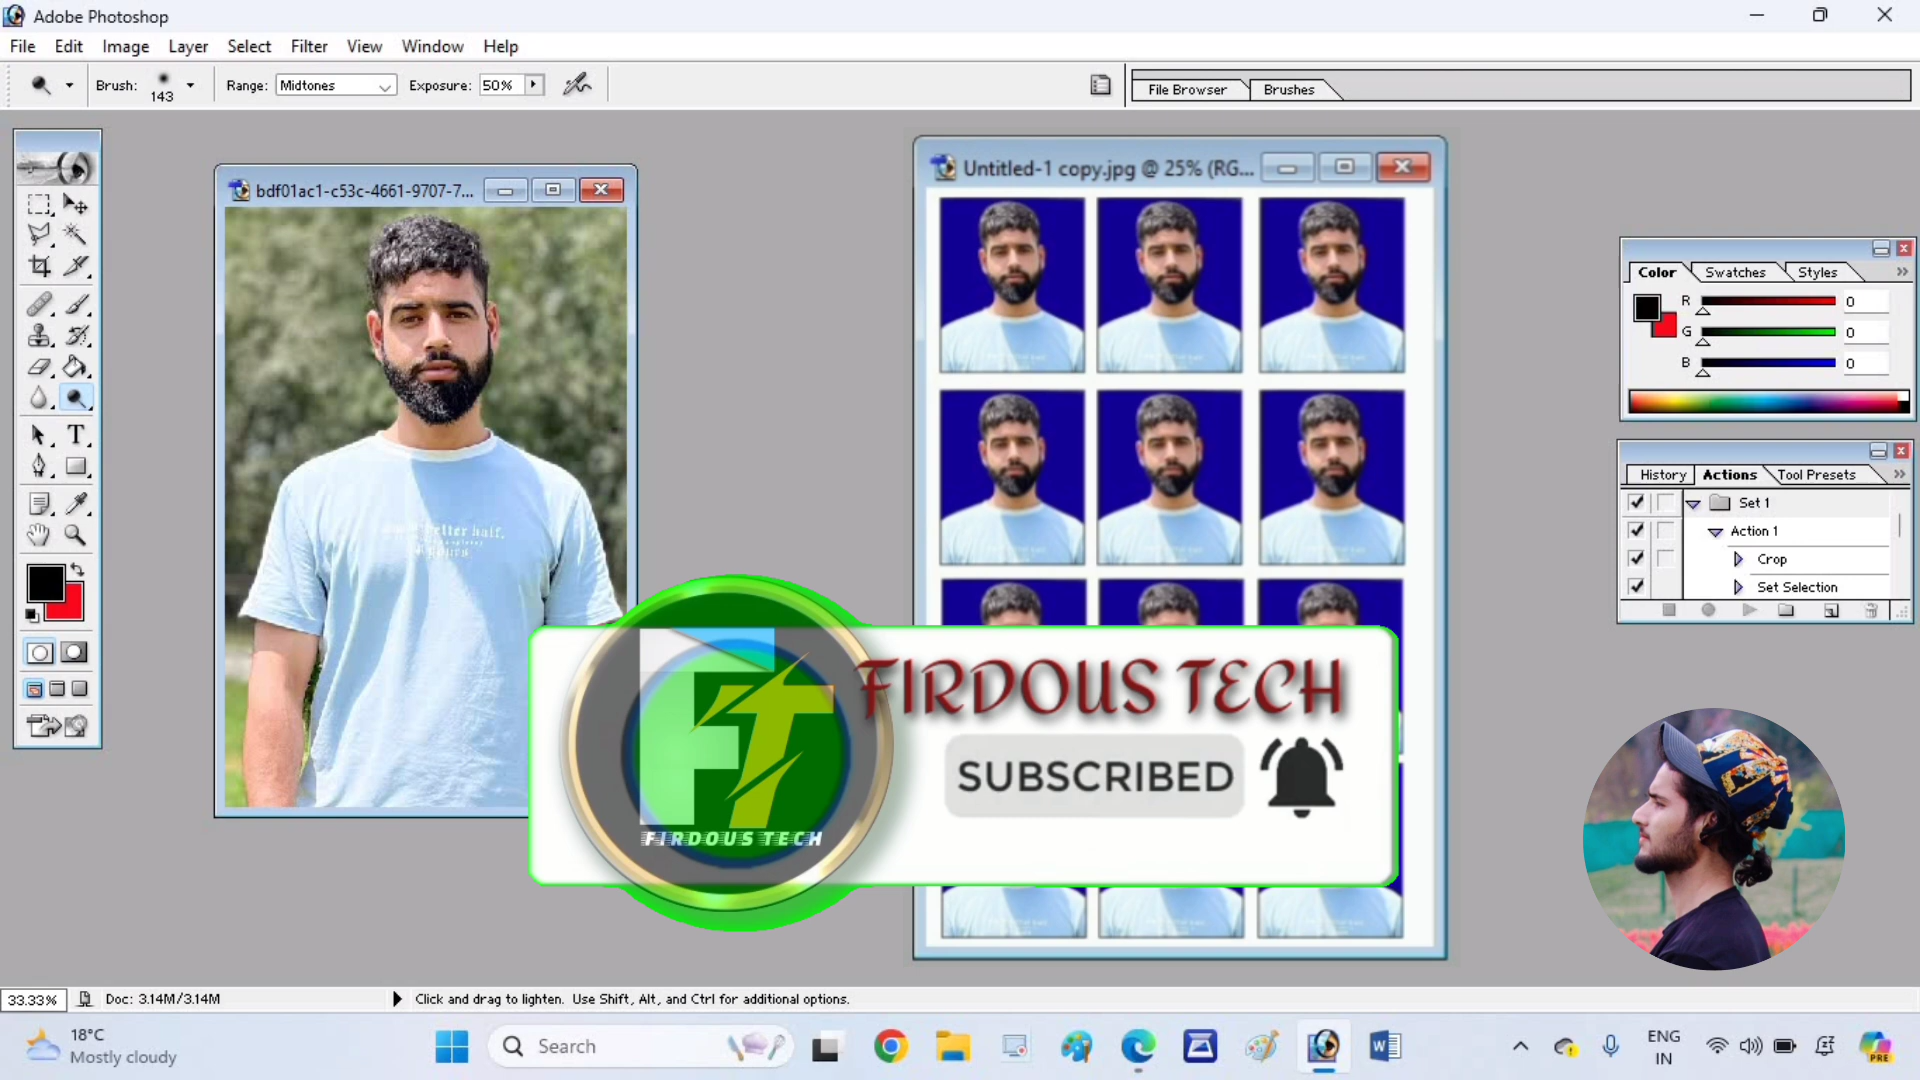 Adobe Photoshop
File Edit Image Layer Select Filter View Window Help
Brush: 143 Range: Midtones Exposure: 50%
File Browser Brushes
bdf01ac1-c53c-4661-9707-7...
Untitled-1 copy.jpg @ 25% (RG...
Color Swatches Styles
R 0
G 0
B 0
History Actions Tool Presets
Set 1
Action 1
Crop
Set Selection
T
FIRDOUS TECH
SUBSCRIBED
FT
FIRDOUS TECH
33.33% Doc: 3.14M/3.14M Click and drag to lighten. Use Shift, Alt, and Ctrl for additional options.
18°C
Mostly cloudy
Search
W
ENG
IN
PRE